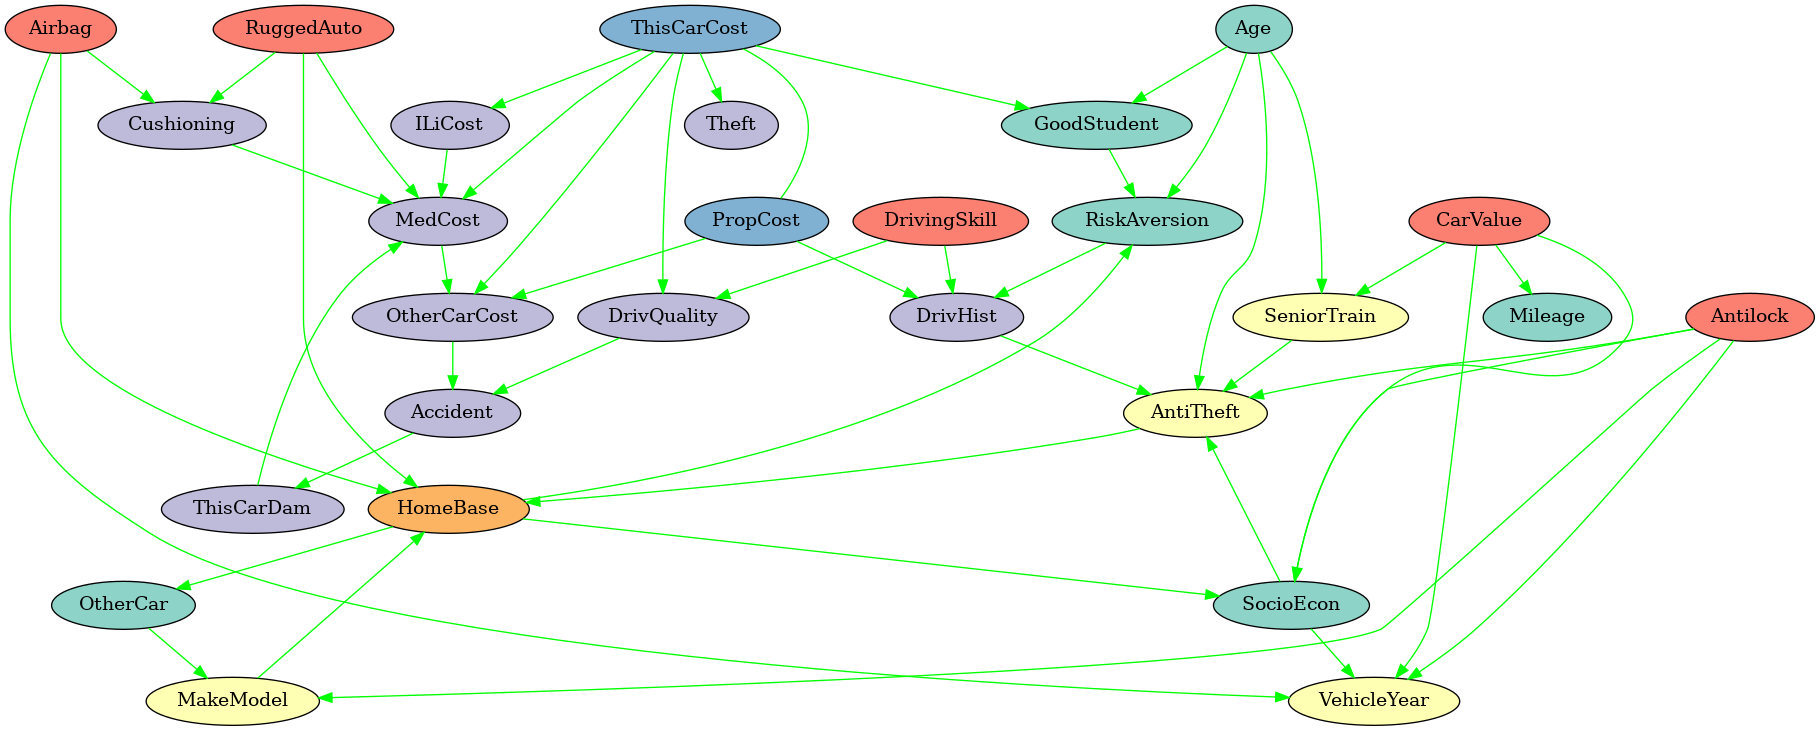 Airbag
RuggedAuto
ThisCarCost
Age
Cushioning
ILiCost
Theft
GoodStudent
MedCost
PropCost
DrivingSkill
RiskAversion
CarValue
OtherCarCost
DrivQuality
DrivHist
SeniorTrain
Mileage
Antilock
Accident
AntiTheft
ThisCarDam
HomeBase
OtherCar
SocioEcon
MakeModel
VehicleYear